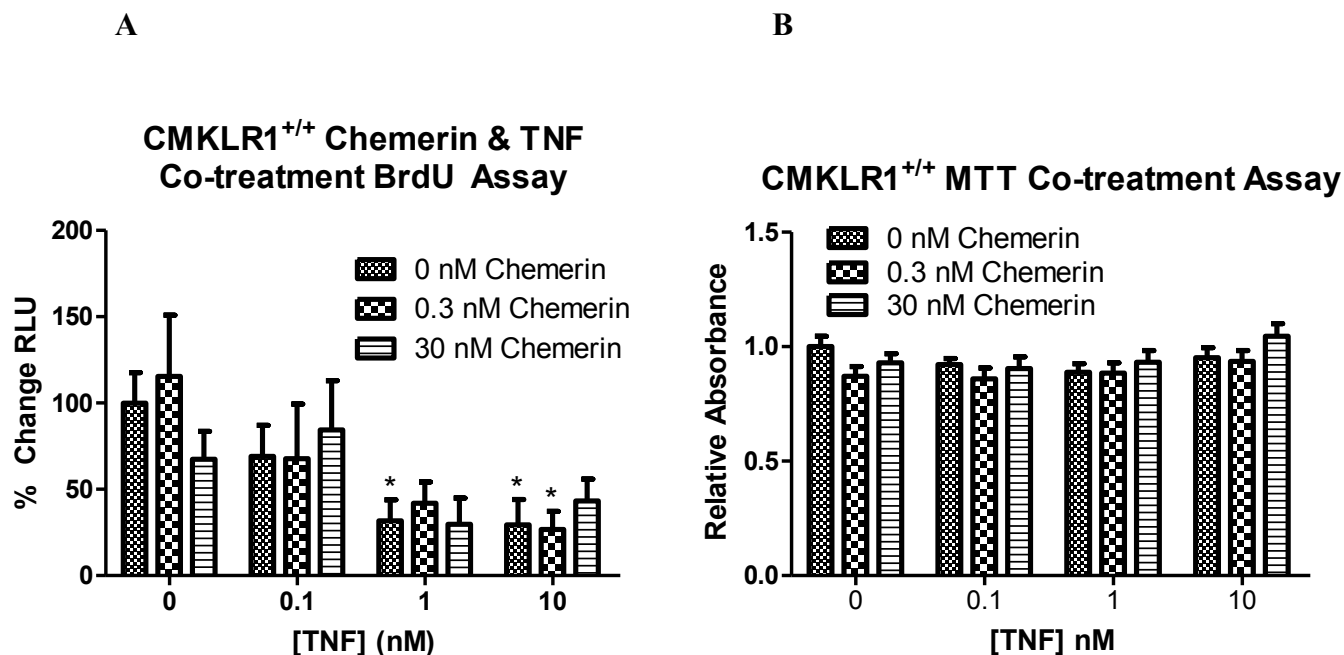 A
B
CMKLR1+/+ Chemerin & TNF
Co-treatment BrdU Assay
200
150
100
50
0
% Change RLU
0 nM Chemerin
0.3 nM Chemerin
30 nM Chemerin
*
* *
0 0.1 1 10
[TNF] (nM)
CMKLR1+/+ MTT Co-treatment Assay
1.5
1.0
0.5
0.0
Relative Absorbance
0 nM Chemerin
0.3 nM Chemerin
30 nM Chemerin
0 0.1 1 10
[TNF] nM